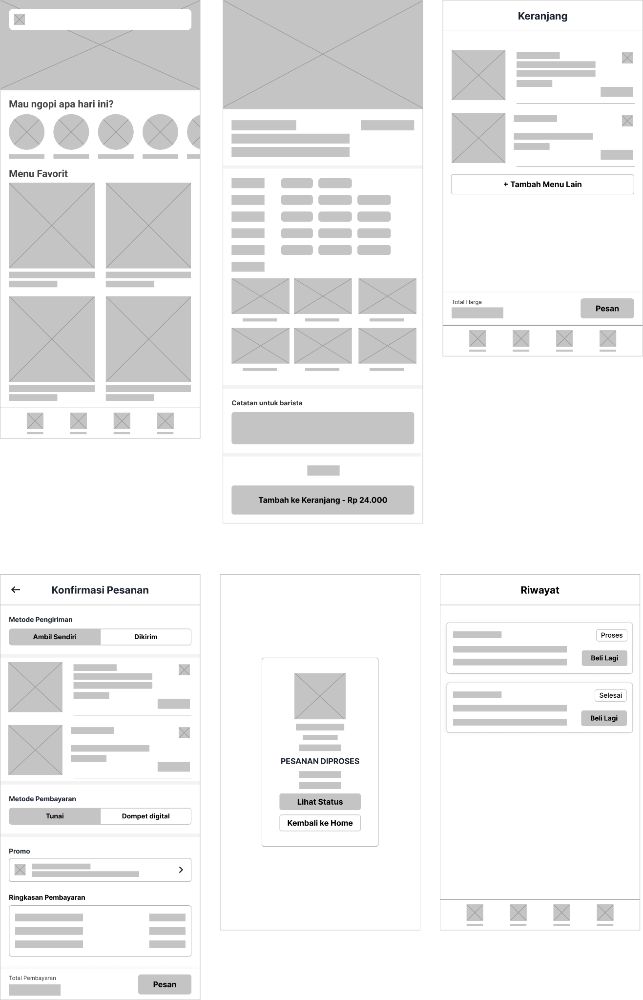 Mau ngopi apa hari ini?
Menu Favorit
Catatan untuk barista
Tambah ke Keranjang - Rp 24.000
Keranjang
+ Tambah Menu Lain
Total Harga
Pesan
Konfirmasi Pesanan
Metode Pengiriman
Ambil Sendiri
Dikirim
Metode Pembayaran
Tunai
Dompet digital
Promo
Ringkasan Pembayaran
Total Pembayaran
Pesan
PESANAN DIPROSES
Lihat Status
Kembali ke Home
Riwayat
Proses
Beli Lagi
Selesai
Beli Lagi